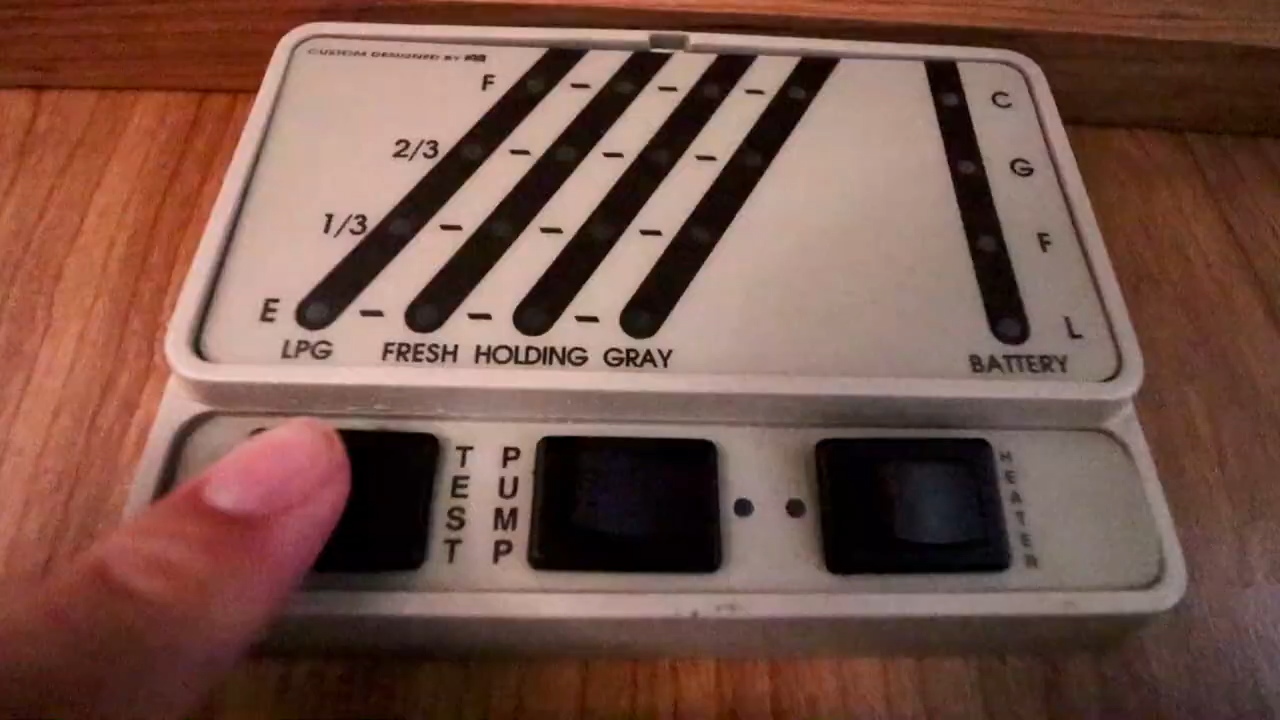 CUSTOM DESIGNED BY
F - - - C
2/3 - - - G
1/3 - - - F
E - - - L
LPG FRESH HOLDING GRAY BATTERY
TEST PUMP HEATER